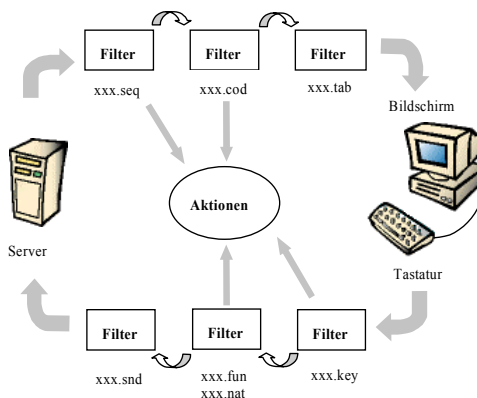 Filter
Filter
Filter
xxx.seq
xxx.cod
xxx.tab
Bildschirm
Aktionen
Server
Tastatur
Filter
Filter
Filter
xxx.snd
xxx.fun
xxx.nat
xxx.key